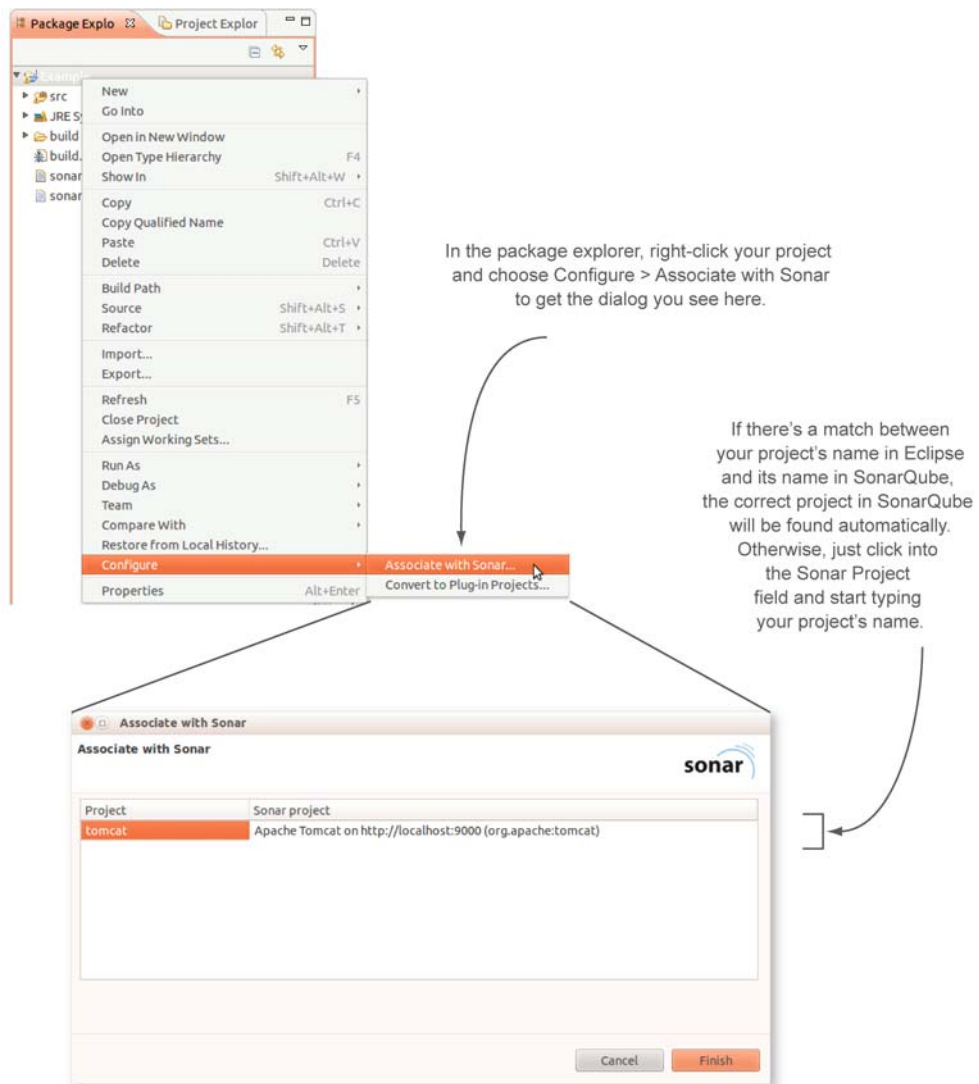 Package Explo
Project Explor
Example
src
JRE Sy
build
build.
sonar
sonar
New
Go Into
Open in New Window
Open Type Hierarchy F4
Show In Shift+Alt+W
Copy Ctrl+C
Copy Qualified Name
Paste Ctrl+V
Delete Delete
Build Path
Source Shift+Alt+S
Refactor Shift+Alt+T
Import...
Export...
Refresh F5
Close Project
Assign Working Sets...
Run As
Debug As
Team
Compare With
Restore from Local History...
Configure
Properties Alt+Enter
Associate with Sonar...
Convert to Plug-in Projects...
In the package explorer, right-click your project
and choose Configure > Associate with Sonar
to get the dialog you see here.
If there's a match between
your project's name in Eclipse
and its name in SonarQube,
the correct project in SonarQube
will be found automatically.
Otherwise, just click into
the Sonar Project
field and start typing
your project's name.
Associate with Sonar
Associate with Sonar
sonar
Project Sonar project
tomcat Apache Tomcat on http://localhost:9000 (org.apache:tomcat)
Cancel Finish